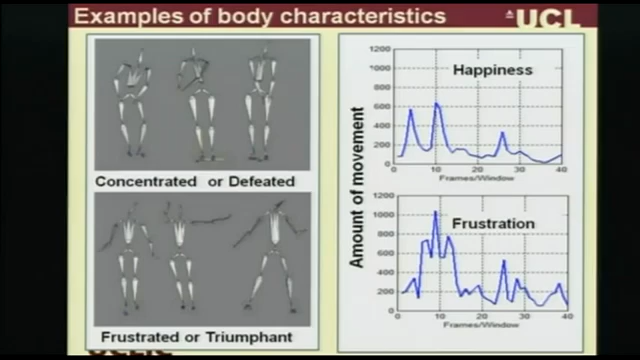 Examples of body characteristics
UCL
Concentrated or Defeated
Frustrated or Triumphant
Amount of movement
1200
1000
800
600
400
200
0
Happiness
0 10 20 30 40
Frames/Window
1200
1000
800
600
400
200
0
Frustration
0 10 20 30 40
Frames/Window
UCLIC